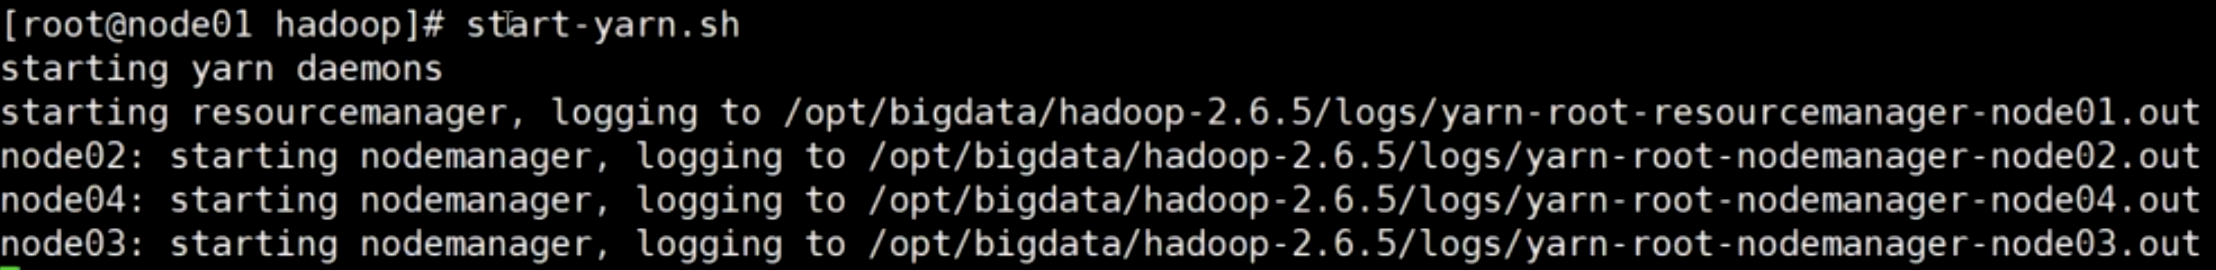 [root@node01 hadoop]# start-yarn.sh
starting yarn daemons
starting resourcemanager, logging to /opt/bigdata/hadoop-2.6.5/logs/yarn-root-resourcemanager-node01.out
node02: starting nodemanager, logging to /opt/bigdata/hadoop-2.6.5/logs/yarn-root-nodemanager-node02.out
node04: starting nodemanager, logging to /opt/bigdata/hadoop-2.6.5/logs/yarn-root-nodemanager-node04.out
node03: starting nodemanager, logging to /opt/bigdata/hadoop-2.6.5/logs/yarn-root-nodemanager-node03.out